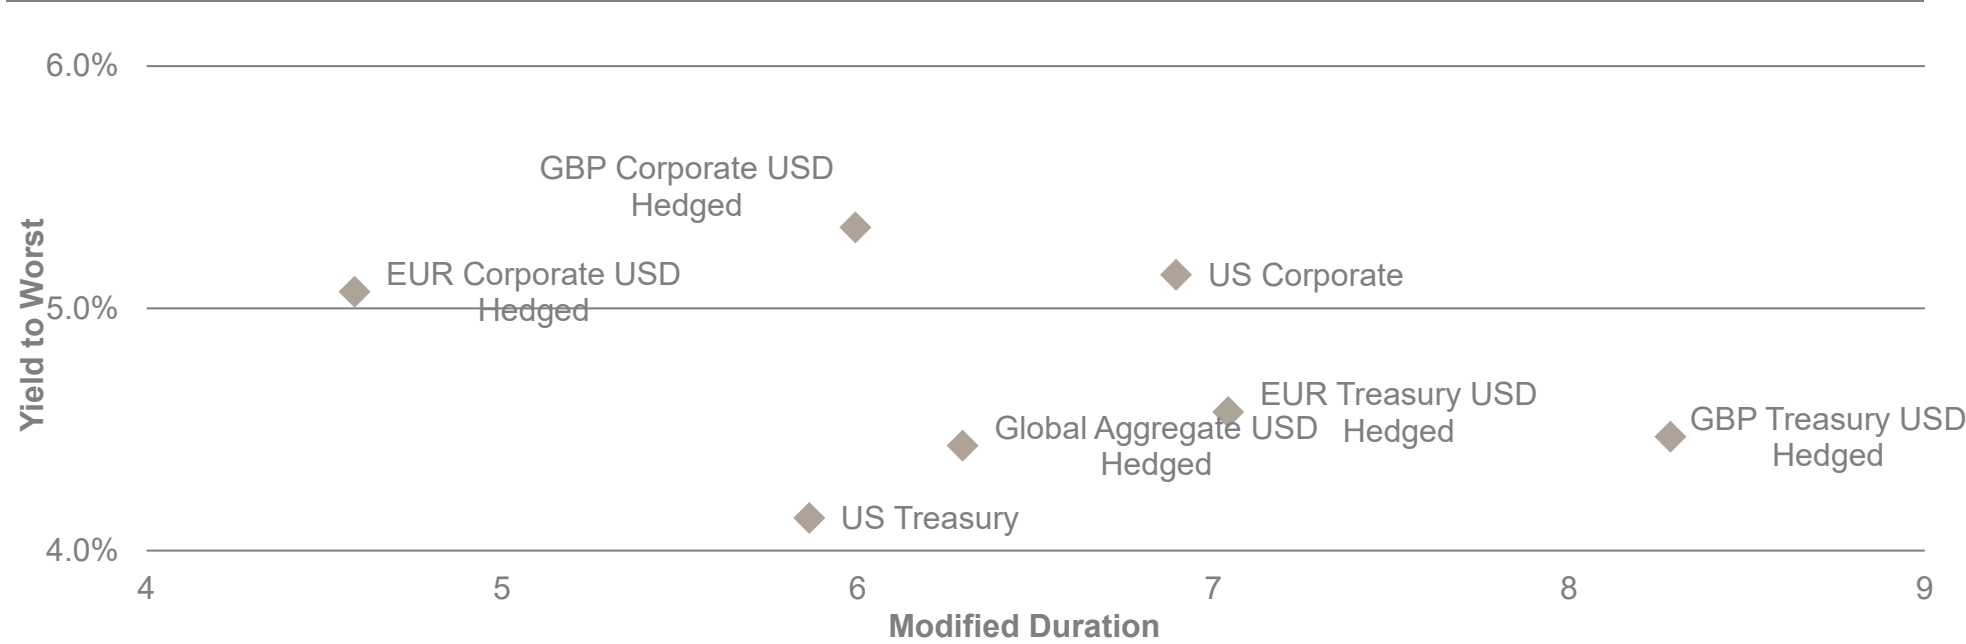 6.0%
GBP Corporate USD
Hedged
EUR Corporate USD
Hedged
US Corporate
5.0%
Yield to Worst
EUR Treasury USD
Hedged
Global Aggregate USD
Hedged
GBP Treasury USD
Hedged
US Treasury
4.0%
4 5 6 7 8 9
Modified Duration